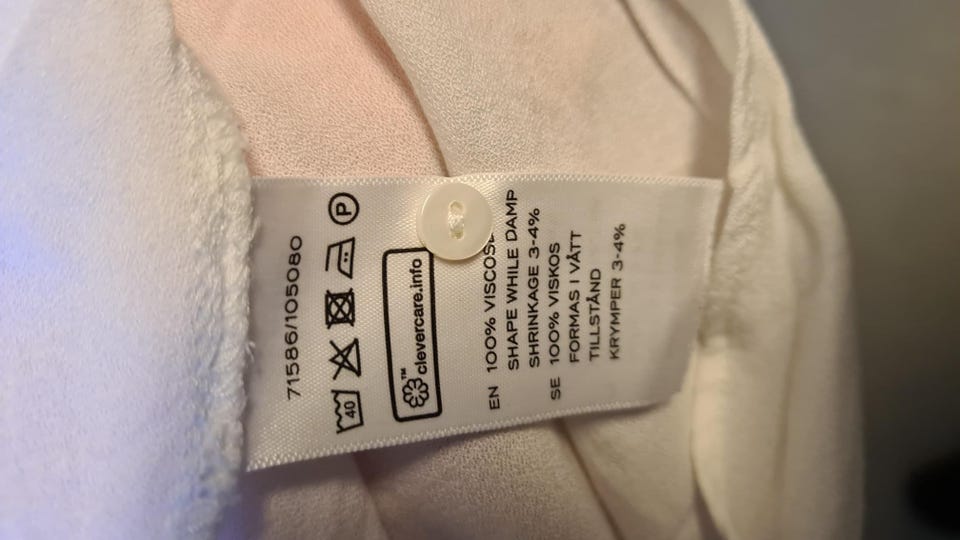 71586/105080
40
P
clevercare.info
TM
EN 100% VISCOSE
SHAPE WHILE DAMP
SHRINKAGE 3-4%
SE 100% VISKOS
FORMAS I VÅTT
TILLSTÅND
KRYMPER 3-4%